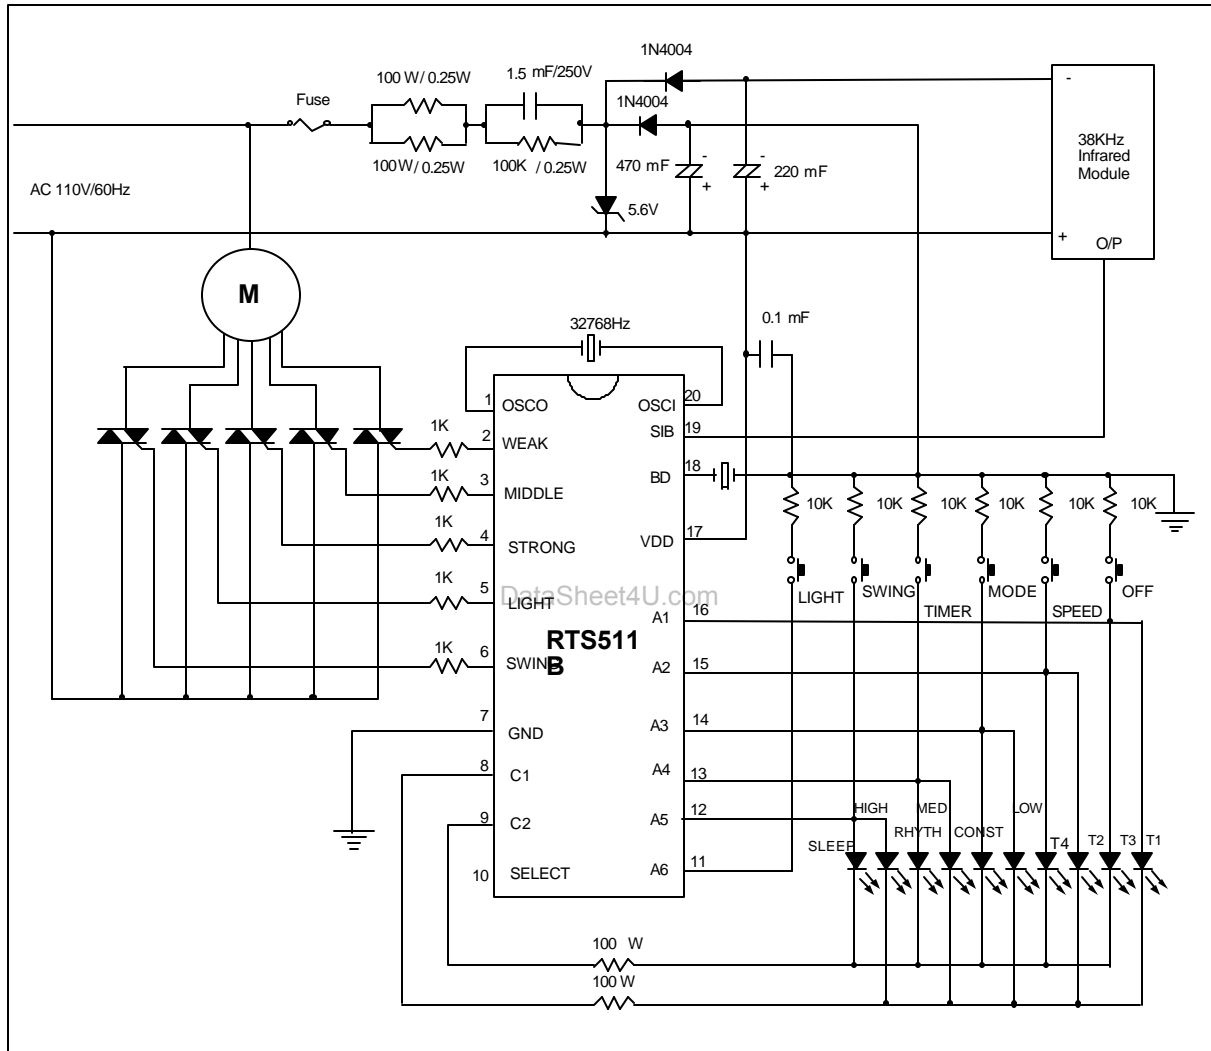 1N4004
100 W/ 0.25W
1.5 mF/250V
Fuse
1N4004
-
100W/0.25W
100K / 0.25W
470 mF
-
+
-
220 mF
+
38KHz
Infrared
Module
AC 110V/60Hz
5.6V
+
O/P
M
0.1 mF
32768Hz
1
OSCO
OSCI
20
1K
2
WEAK
SIB
19
BD
18
1K
3
MIDDLE
10K
10K
10K
10K
10K
10K
1K
4
STRONG
VDD
17
1K
5
LIGHT
DataSheet4U.com
LIGHT
SWING
TIMER
MODE
SPEED
OFF
A1
16
RTS511
B
1K
6
SWING
A2
15
7
GND
A3
14
8
C1
A4
13
9
C2
A5
12
HIGH
MED
LOW
SLEEP
RHYTH
CONST
T4
T2
T3
T1
10
SELECT
A6
11
100 W
100 W